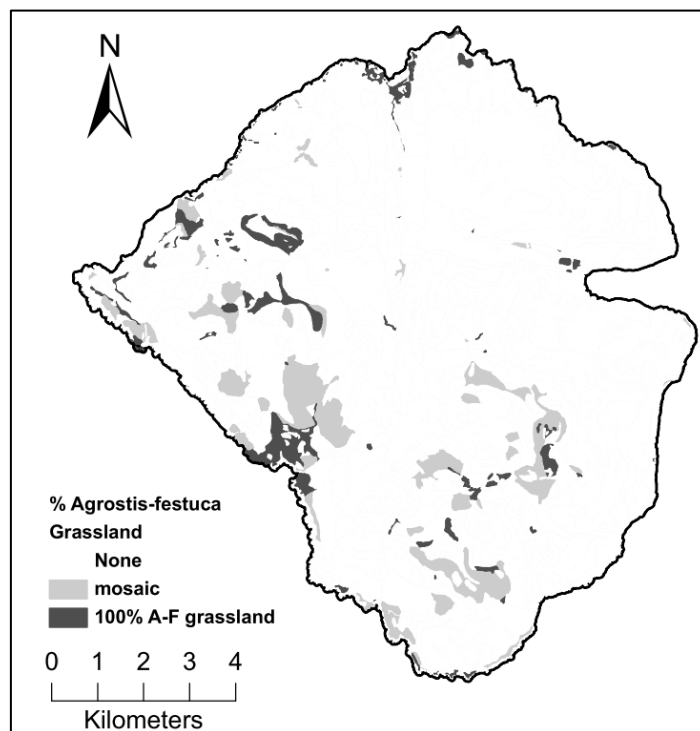 N
% Agrostis-festuca
Grassland
None
mosaic
100% A-F grassland
0 1 2 3 4
Kilometers